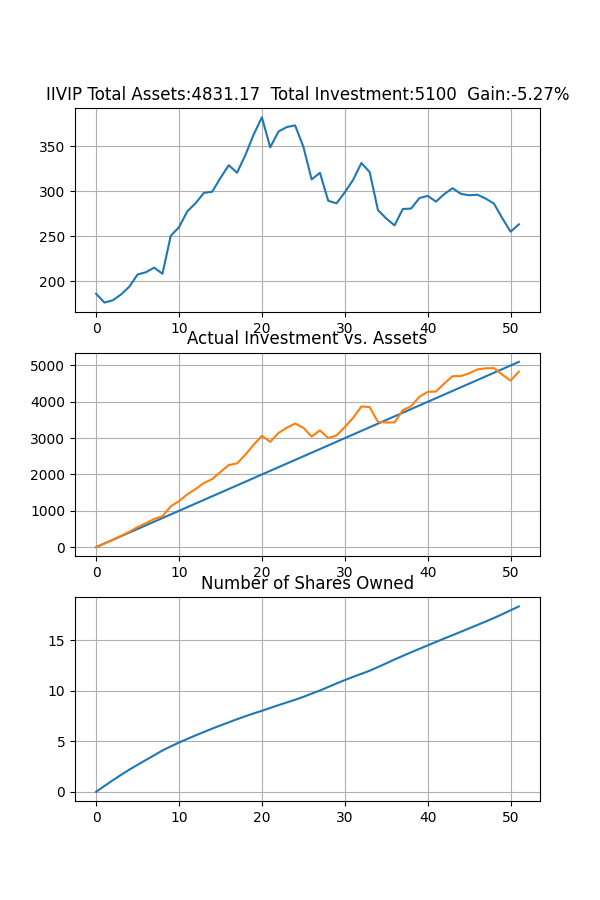 IIVIP Total Assets:4831.17  Total Investment:5100  Gain:-5.27%
350
300
250
200
0 10 20 30 40 50
Actual Investment vs. Assets
5000
4000
3000
2000
1000
0
0 10 20 30 40 50
Number of Shares Owned
15
10
5
0
0 10 20 30 40 50